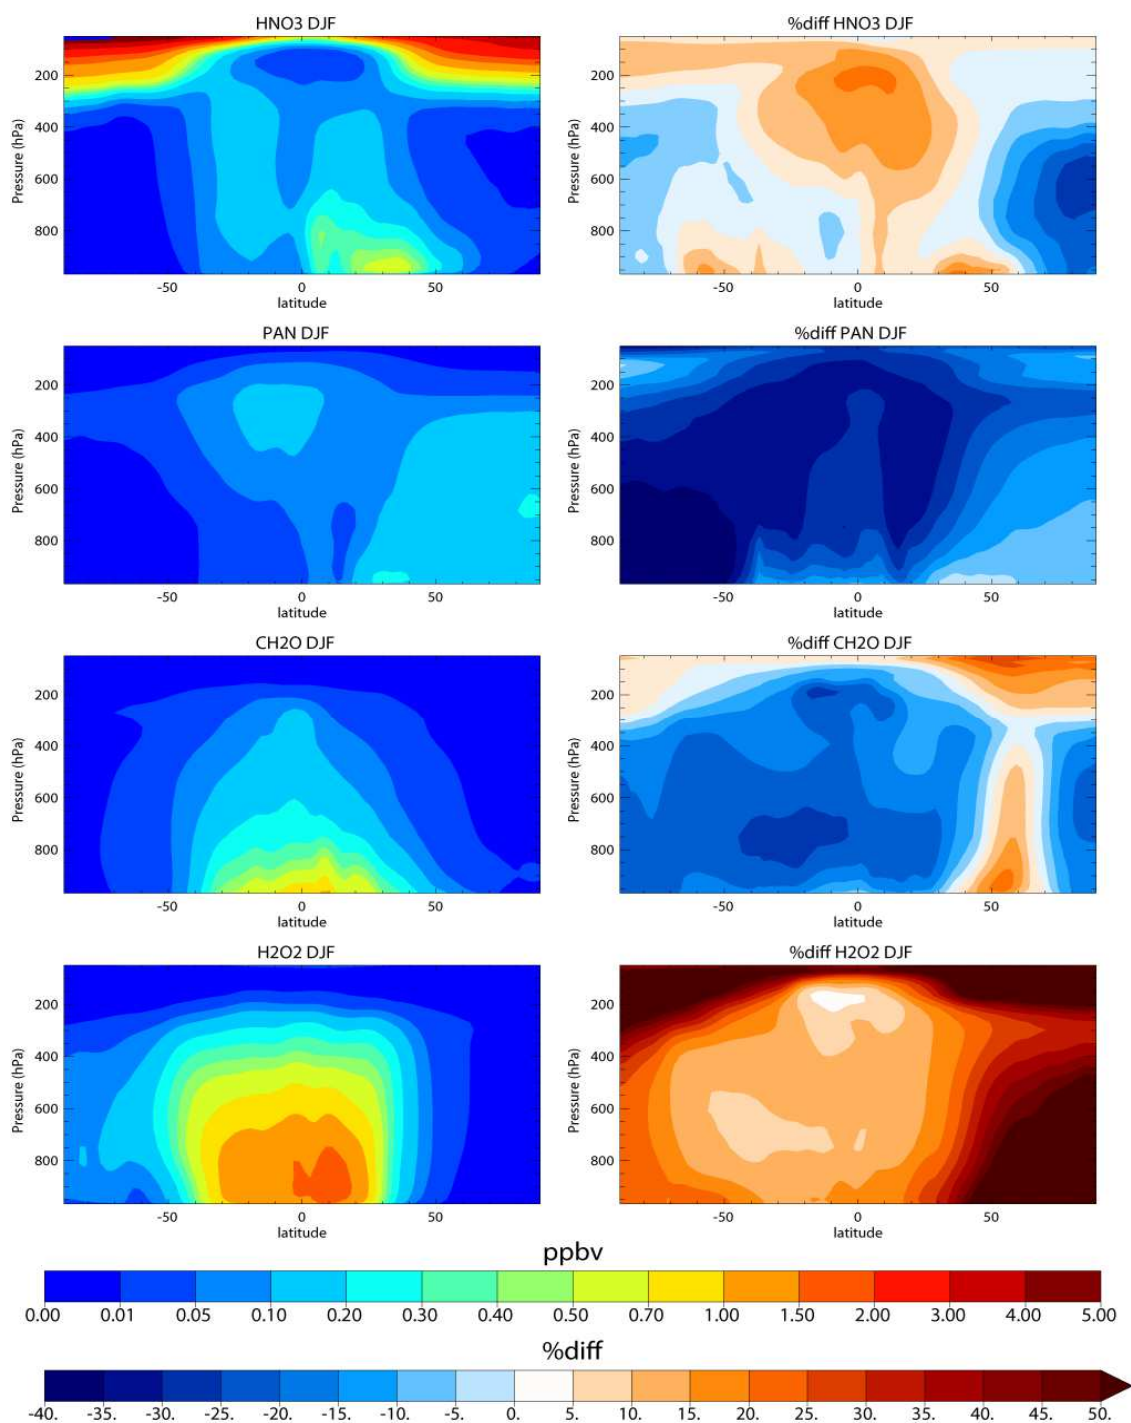 HNO3 DJF
%diff HNO3 DJF
Pressure (hPa)
200
400
600
800
-50
0
50
latitude
Pressure (hPa)
200
400
600
800
-50
0
50
latitude
PAN DJF
%diff PAN DJF
Pressure (hPa)
200
400
600
800
-50
0
50
latitude
Pressure (hPa)
200
400
600
800
-50
0
50
latitude
CH2O DJF
%diff CH2O DJF
Pressure (hPa)
200
400
600
800
-50
0
50
latitude
Pressure (hPa)
200
400
600
800
-50
0
50
latitude
H2O2 DJF
%diff H2O2 DJF
Pressure (hPa)
200
400
600
800
-50
0
50
latitude
Pressure (hPa)
200
400
600
800
-50
0
50
latitude
ppbv
0.00 0.01 0.05 0.10 0.20 0.30 0.40 0.50 0.70 1.00 1.50 2.00 3.00 4.00 5.00
%diff
-40. -35. -30. -25. -20. -15. -10. -5. 0. 5. 10. 15. 20. 25. 30. 35. 40. 45. 50.